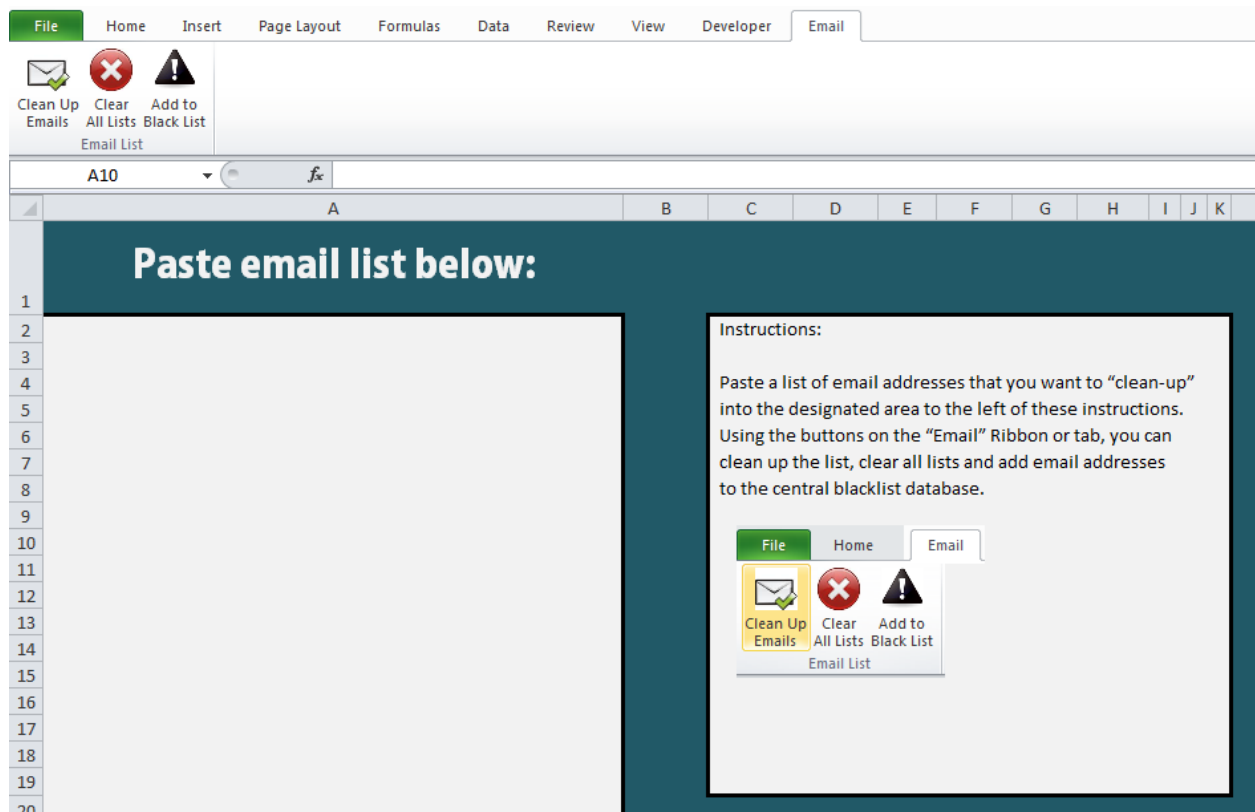 File Home Insert Page Layout Formulas Data Review View Developer Email
Clean Up Clear Add to
Emails All Lists Black List
Email List
A10 fx
A B C D E F G H I J K
Paste email list below:
1
2 Instructions:
3
4 Paste a list of email addresses that you want to “clean-up”
5 into the designated area to the left of these instructions.
6 Using the buttons on the “Email” Ribbon or tab, you can
7 clean up the list, clear all lists and add email addresses
8 to the central blacklist database.
9
10 File Home Email
11
12
13 Clean Up Clear Add to
14 Emails All Lists Black List
15 Email List
16
17
18
19
20